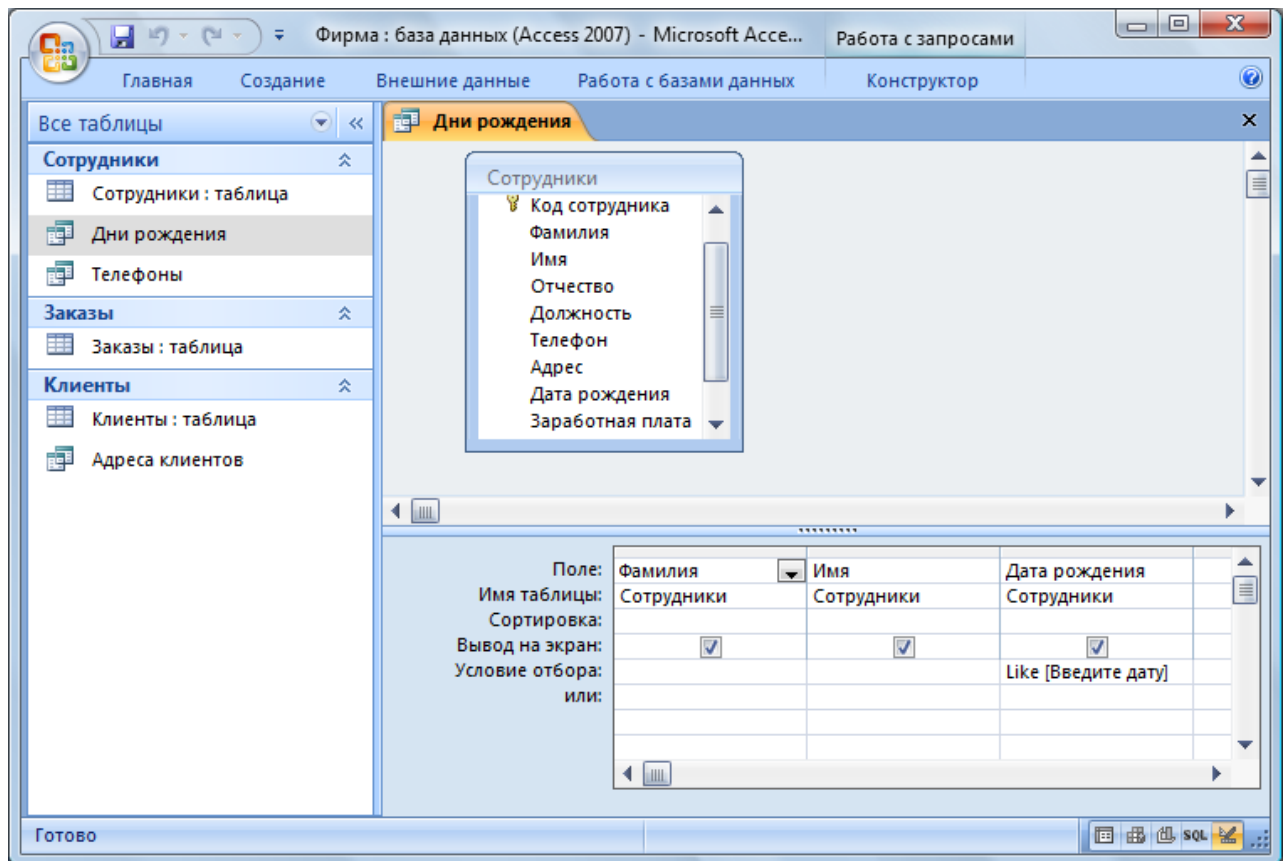 Фирма : база данных (Access 2007) - Microsoft Acce...
Работа с запросами
Главная
Создание
Внешние данные
Работа с базами данных
Конструктор
Все таблицы
Сотрудники
Сотрудники : таблица
Дни рождения
Телефоны
Заказы
Заказы : таблица
Клиенты
Клиенты : таблица
Адреса клиентов
Дни рождения
Сотрудники
Код сотрудника
Фамилия
Имя
Отчество
Должность
Телефон
Адрес
Дата рождения
Заработная плата
Поле: Фамилия Имя Дата рождения
Имя таблицы: Сотрудники Сотрудники Сотрудники
Сортировка:
Вывод на экран:
Условие отбора: Like [Введите дату]
или:
Готово
SQL